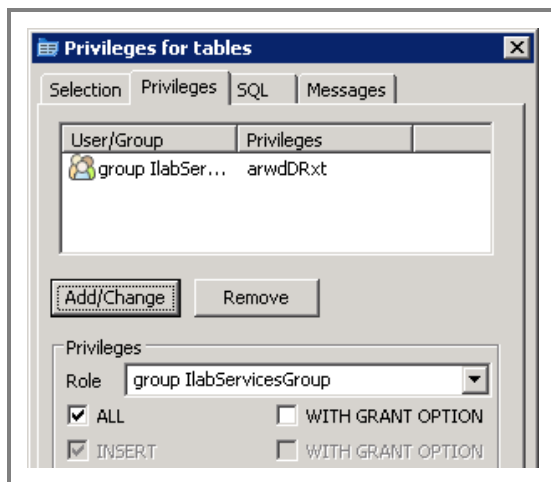 Privileges for tables
Selection Privileges SQL Messages
User/Group Privileges
group IlabSer... arwdDRxt
Add/Change Remove
Privileges
Role group IlabServicesGroup
ALL WITH GRANT OPTION
INSERT WITH GRANT OPTION